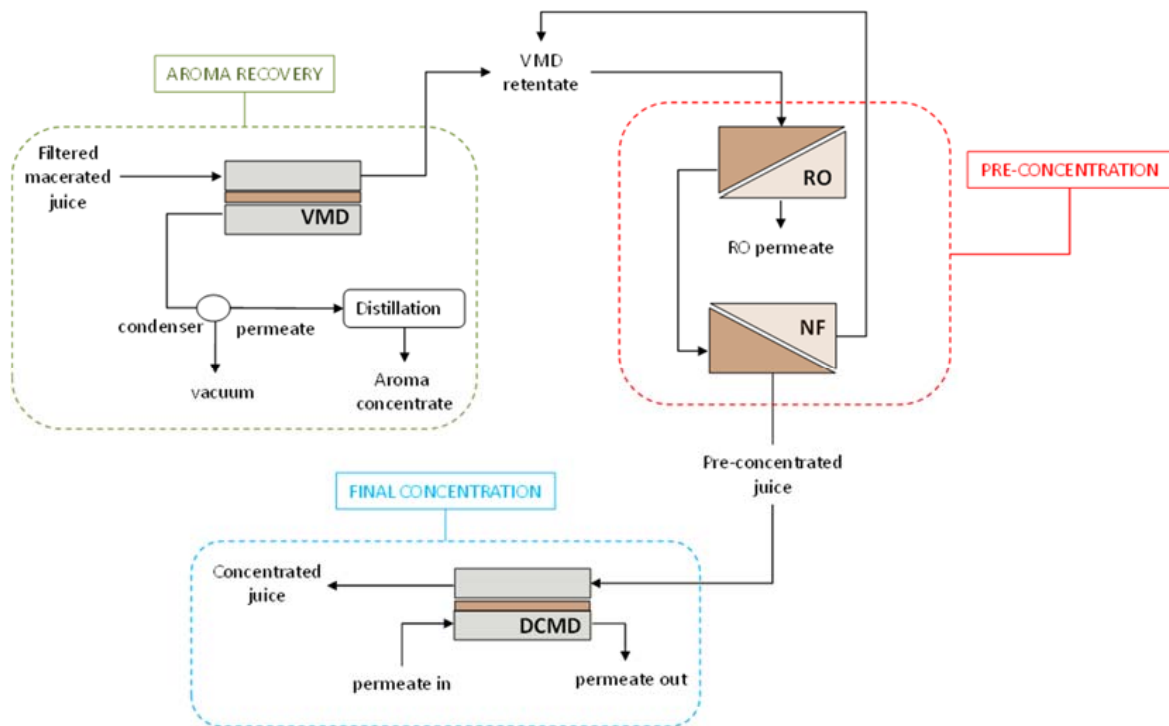 AROMA RECOVERY
VMD
retentate
Filtered
macerated
juice
VMD
RO
PRE-CONCENTRATION
RO permeate
condenser
permeate
Distillation
NF
vacuum
Aroma
concentrate
Pre-concentrated
juice
FINAL CONCENTRATION
Concentrated
juice
DCMD
permeate in
permeate out